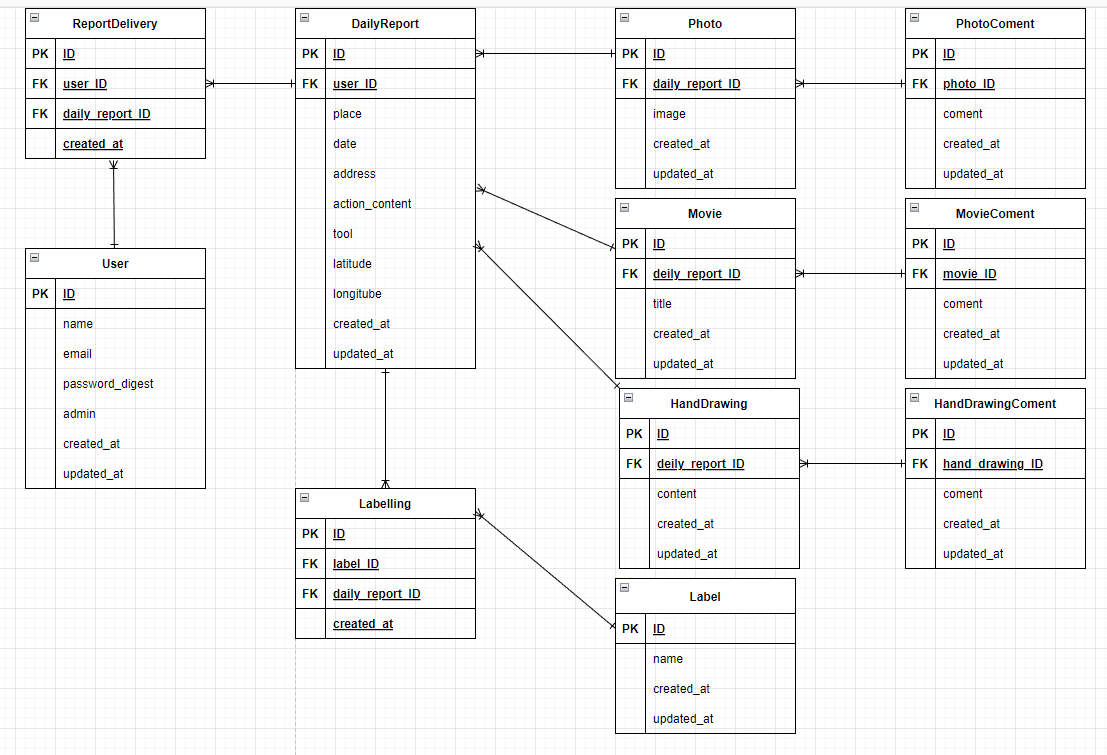 ReportDelivery
PK ID
FK user_ID
FK daily_report_ID
created_at
User
PK ID
name
email
password_digest
admin
created_at
updated_at
DailyReport
PK ID
FK user_ID
place
date
address
action_content
tool
latitude
longitube
created_at
updated_at
Labelling
PK ID
FK label_ID
FK daily_report_ID
created_at
Photo
PK ID
FK daily_report_ID
image
created_at
updated_at
Movie
PK ID
FK deily_report_ID
title
created_at
updated_at
HandDrawing
PK ID
FK deily_report_ID
content
created_at
updated_at
Label
PK ID
name
created_at
updated_at
PhotoComent
PK ID
FK photo_ID
coment
created_at
updated_at
MovieComent
PK ID
FK movie_ID
coment
created_at
updated_at
HandDrawingComent
PK ID
FK hand_drawing_ID
coment
created_at
updated_at